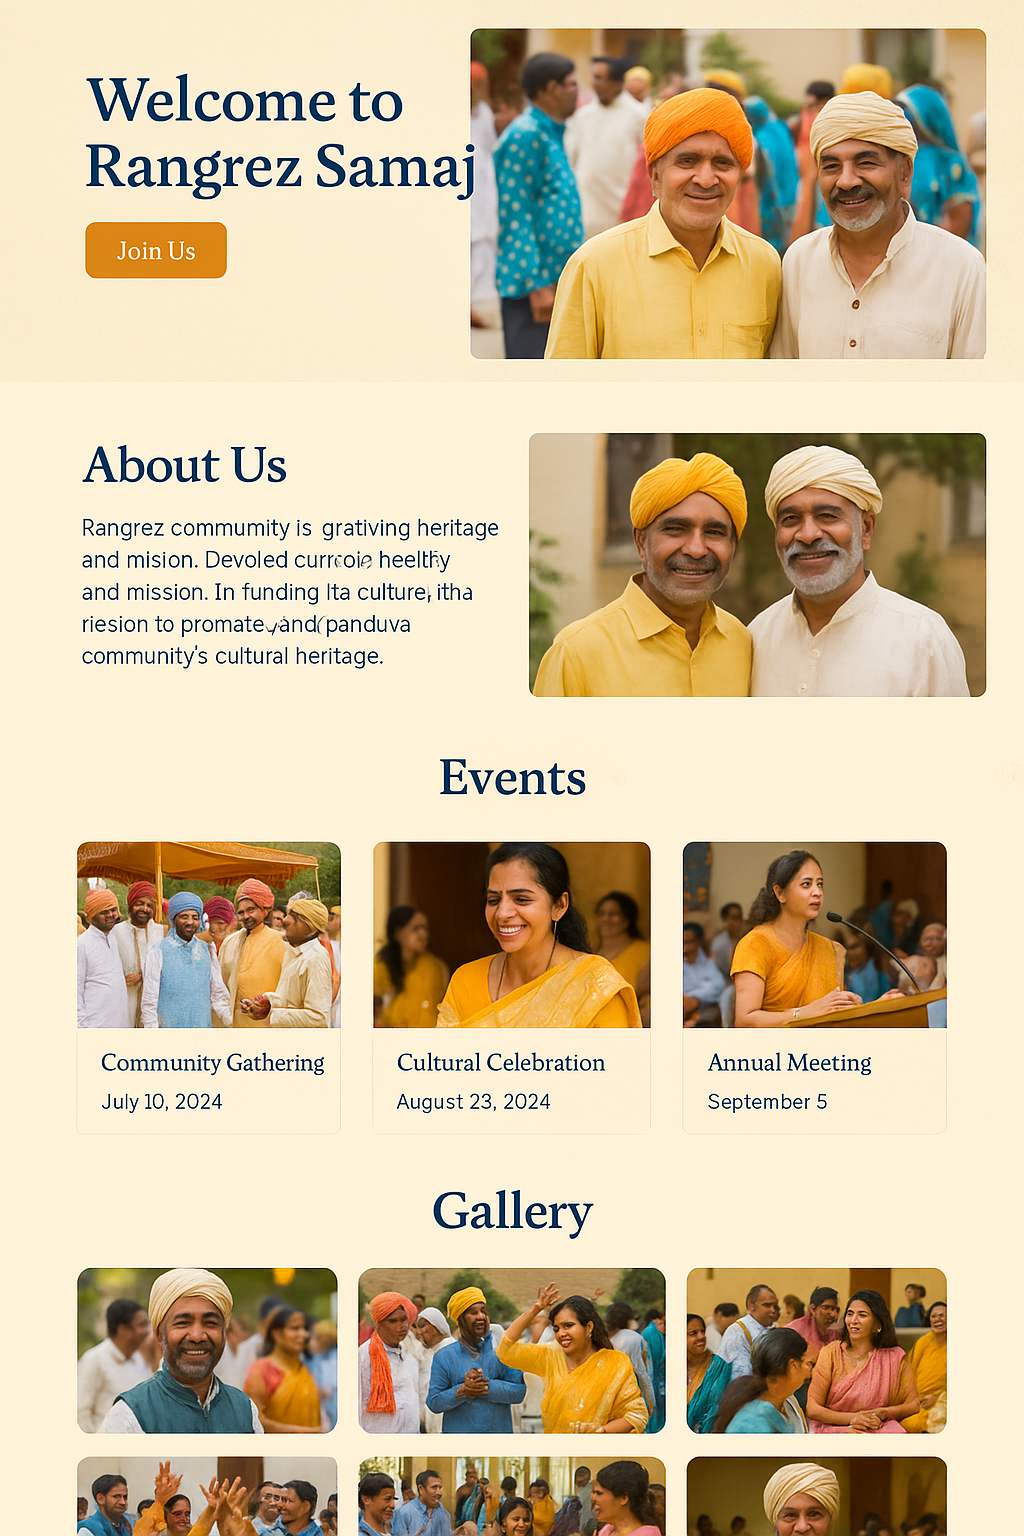 Welcome to
Rangrez Samaj
Join Us
About Us
Rangrez commumity is grativing heritage
and mision. Devoled curroie heelthy
and mission. In funding Ita culture, itha
riesion to promate and panduva
community's cultural heritage.
Events
Community Gathering
July 10, 2024
Cultural Celebration
August 23, 2024
Annual Meeting
September 5
Gallery